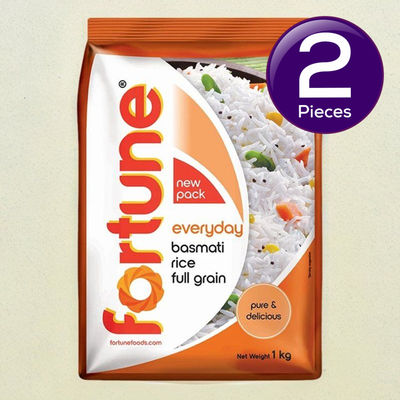 2
Pieces
fortune®
new
pack
everyday
basmati
rice
full grain
pure &
delicious
fortunefoods.com
Net Weight 1 kg